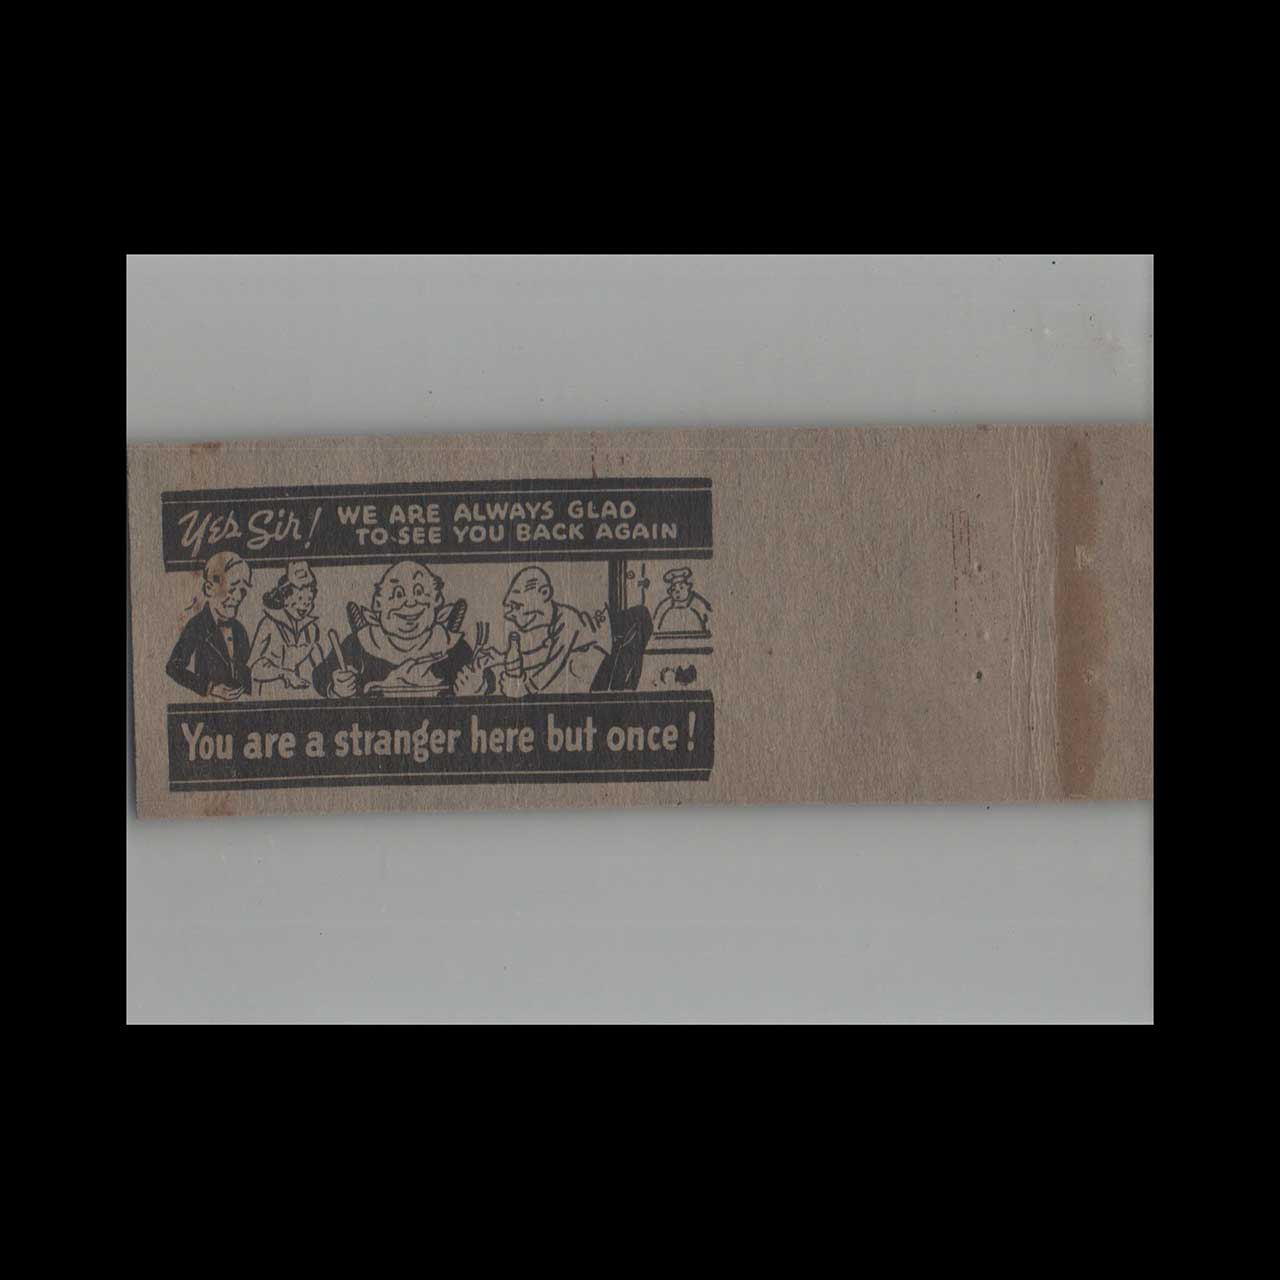 Yes Sir! WE ARE ALWAYS GLAD
TO SEE YOU BACK AGAIN
You are a stranger here but once!